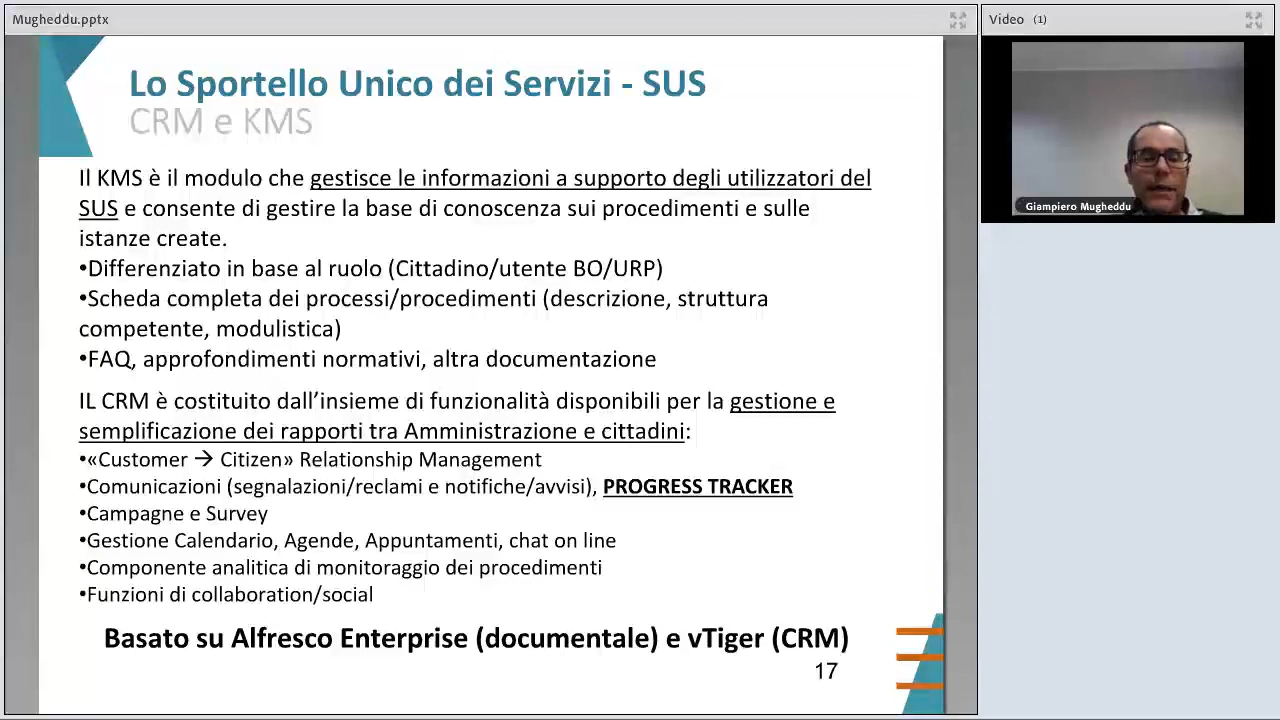 Mugheddu.pptx
Video (1)
Lo Sportello Unico dei Servizi - SUS
CRM e KMS
Il KMS è il modulo che gestisce le informazioni a supporto degli utilizzatori del
SUS e consente di gestire la base di conoscenza sui procedimenti e sulle
istanze create.
•Differenziato in base al ruolo (Cittadino/utente BO/URP)
•Scheda completa dei processi/procedimenti (descrizione, struttura
competente, modulistica)
•FAQ, approfondimenti normativi, altra documentazione
IL CRM è costituito dall’insieme di funzionalità disponibili per la gestione e
semplificazione dei rapporti tra Amministrazione e cittadini:
•«Customer → Citizen» Relationship Management
•Comunicazioni (segnalazioni/reclami e notifiche/avvisi), PROGRESS TRACKER
•Campagne e Survey
•Gestione Calendario, Agende, Appuntamenti, chat on line
•Componente analitica di monitoraggio dei procedimenti
•Funzioni di collaboration/social
Basato su Alfresco Enterprise (documentale) e vTiger (CRM)
17
Giampiero Mugheddu